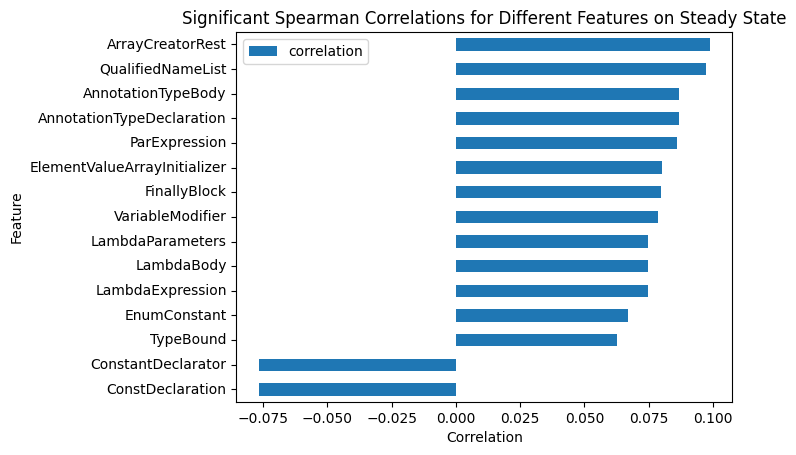 Significant Spearman Correlations for Different Features on Steady State
correlation
Feature
ArrayCreatorRest
QualifiedNameList
AnnotationTypeBody
AnnotationTypeDeclaration
ParExpression
ElementValueArrayInitializer
FinallyBlock
VariableModifier
LambdaParameters
LambdaBody
LambdaExpression
EnumConstant
TypeBound
ConstantDeclarator
ConstDeclaration
−0.075 −0.050 −0.025 0.000 0.025 0.050 0.075 0.100
Correlation